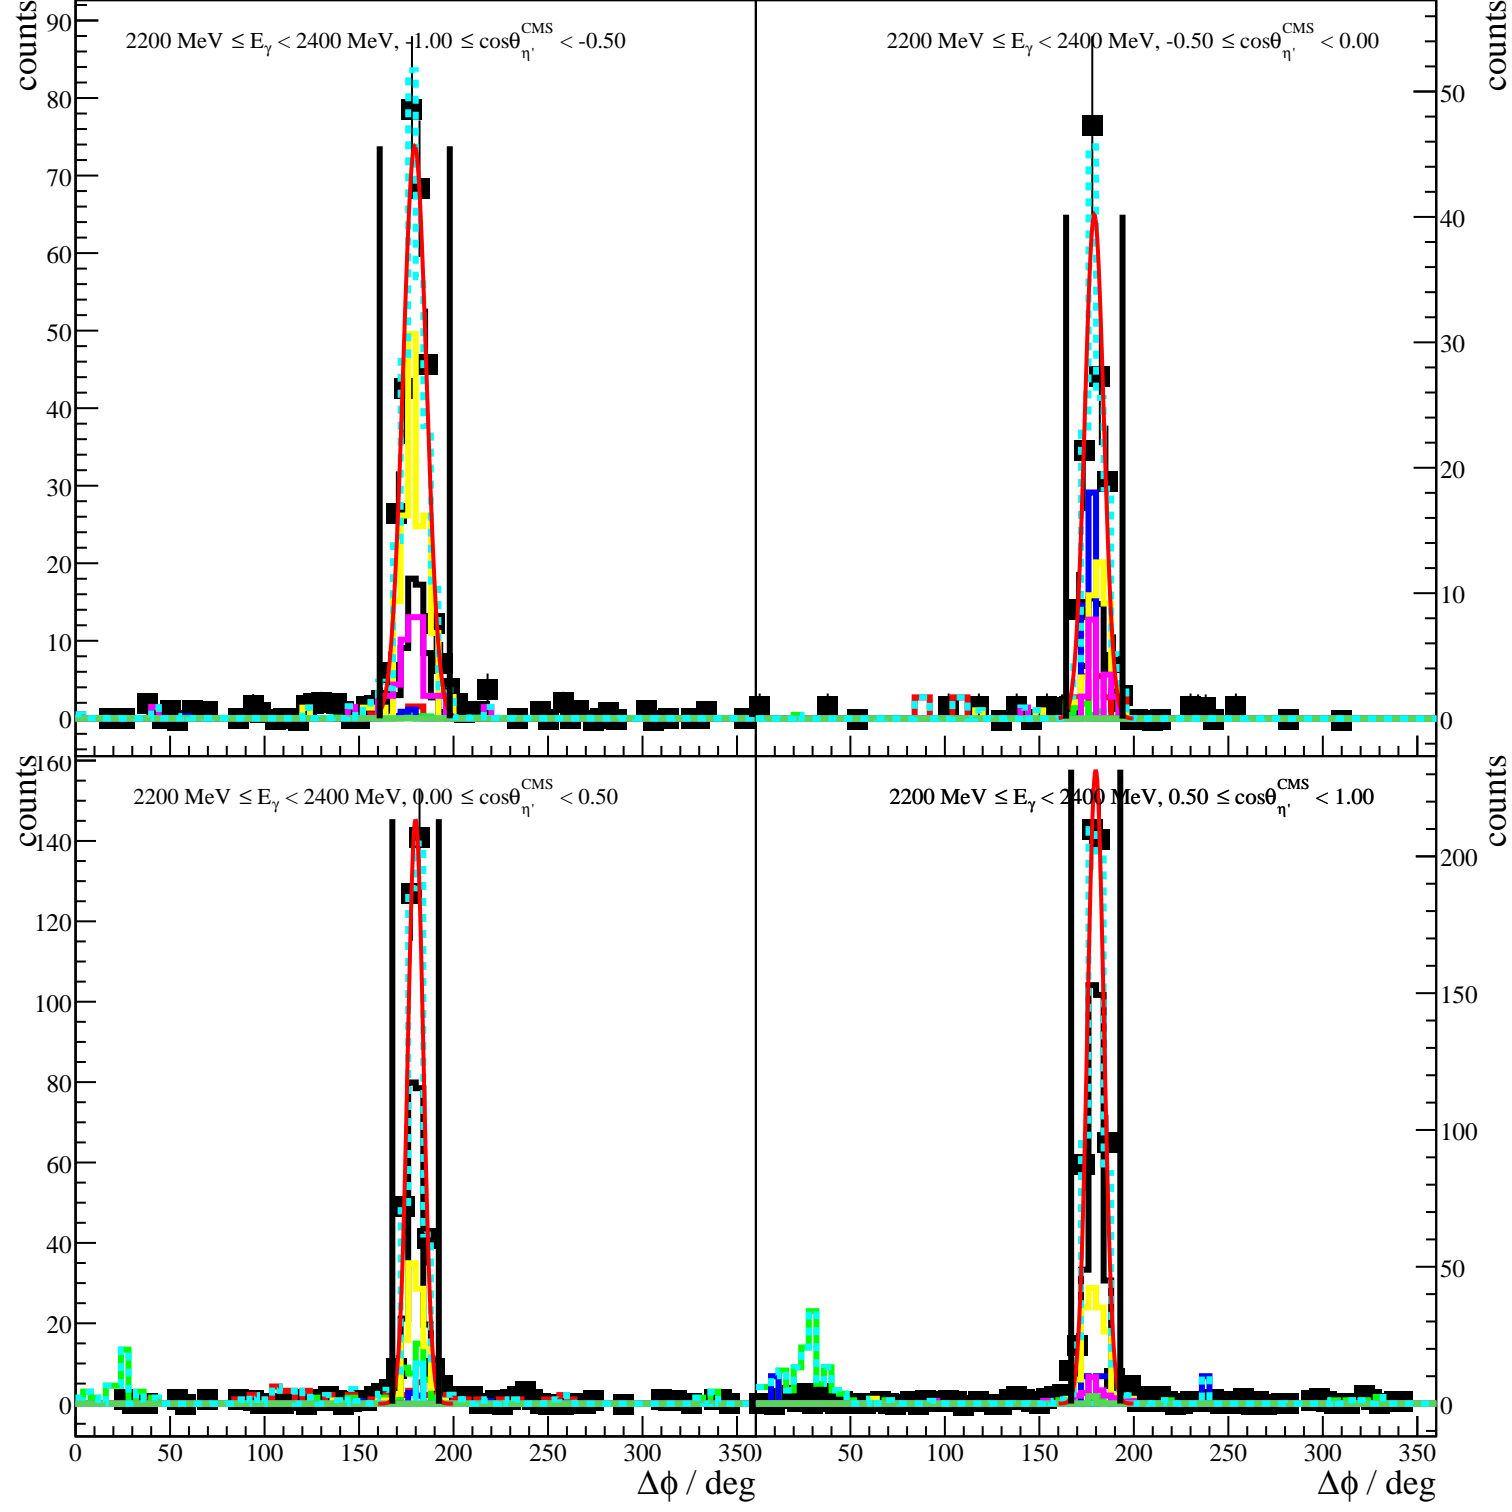 counts
2200 MeV ≤ Eγ < 2400 MeV, -1.00 ≤ cosθη'CMS < -0.50
90
80
70
60
50
40
30
20
10
0
counts
2200 MeV ≤ Eγ < 2400 MeV, -0.50 ≤ cosθη'CMS < 0.00
50
40
30
20
10
0
counts
2200 MeV ≤ Eγ < 2400 MeV, 0.00 ≤ cosθη'CMS < 0.50
160
140
120
100
80
60
40
20
0
counts
2200 MeV ≤ Eγ < 2400 MeV, 0.50 ≤ cosθη'CMS < 1.00
200
150
100
50
0
0 50 100 150 200 250 300 350
50 100 150 200 250 300 350
Δϕ / deg
Δϕ / deg